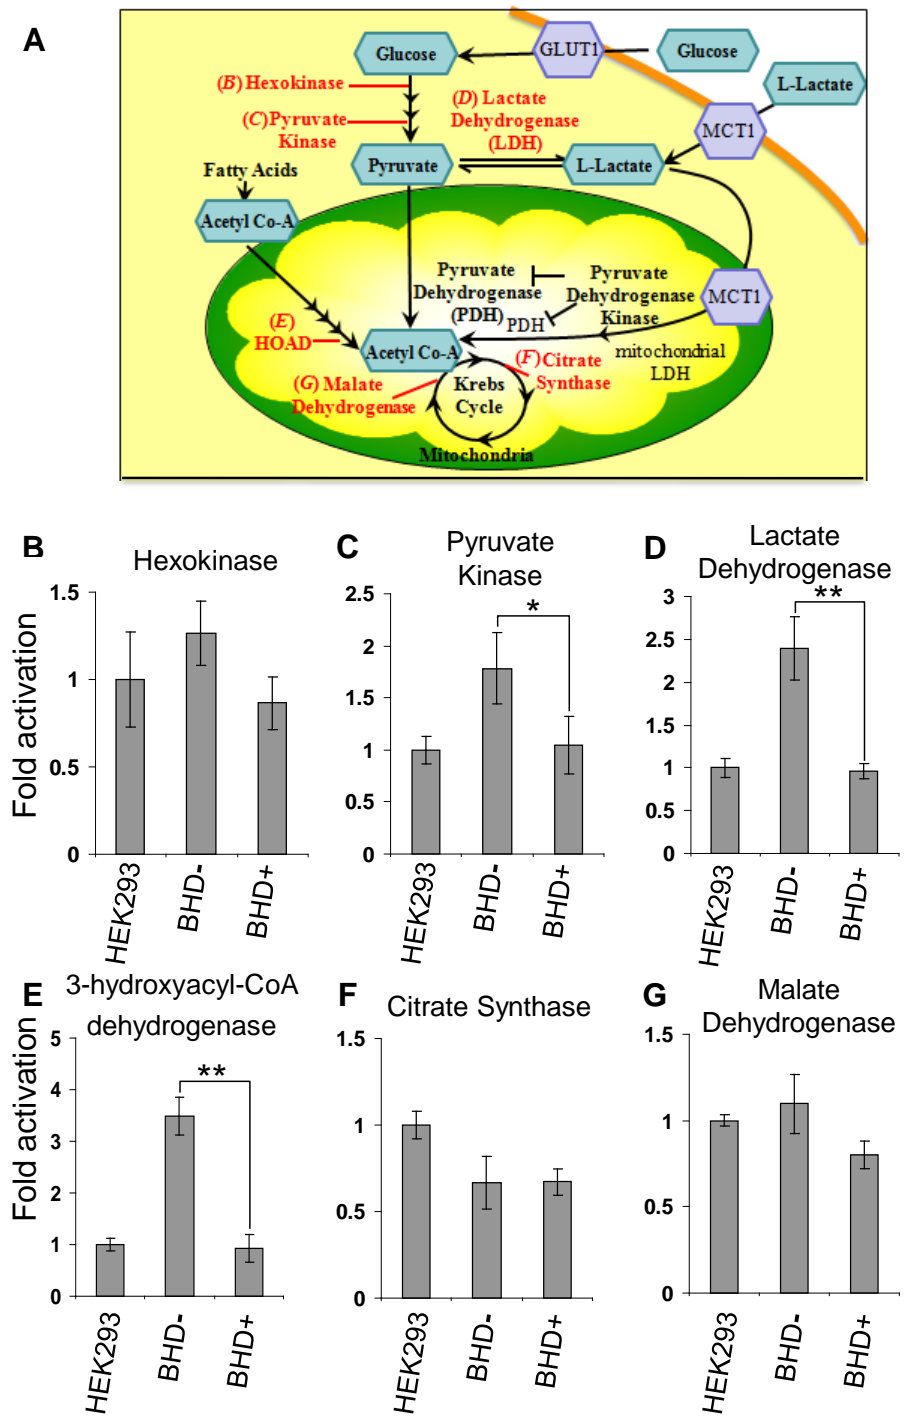 A
Glucose
GLUT1
Glucose
L-Lactate
(B) Hexokinase
(C)Pyruvate
Kinase
(D) Lactate
Dehydrogenase
(LDH)
MCT1
Fatty Acids
Pyruvate
L-Lactate
Acetyl Co-A
Pyruvate
Dehydrogenase
(PDH)
Pyruvate
Dehydrogenase
Kinase
MCT1
PDH
(E)
HOAD
Acetyl Co-A
(F) Citrate
Synthase
mitochondrial
LDH
(G) Malate
Dehydrogenase
Krebs
Cycle
Mitochondria
B
Hexokinase
Fold activation
1.5
1
0.5
0
HEK293
BHD-
BHD+
C
Pyruvate
Kinase
2.5
2
1.5
1
0.5
0
*
HEK293
BHD-
BHD+
D
Lactate
Dehydrogenase
3
2.5
2
1.5
1
0.5
0
**
HEK293
BHD-
BHD+
E
3-hydroxyacyl-CoA
dehydrogenase
Fold activation
5
4
3
2
1
0
**
HEK293
BHD-
BHD+
F
Citrate Synthase
1.5
1
0.5
0
HEK293
BHD-
BHD+
G
Malate
Dehydrogenase
1.5
1
0.5
0
HEK293
BHD-
BHD+